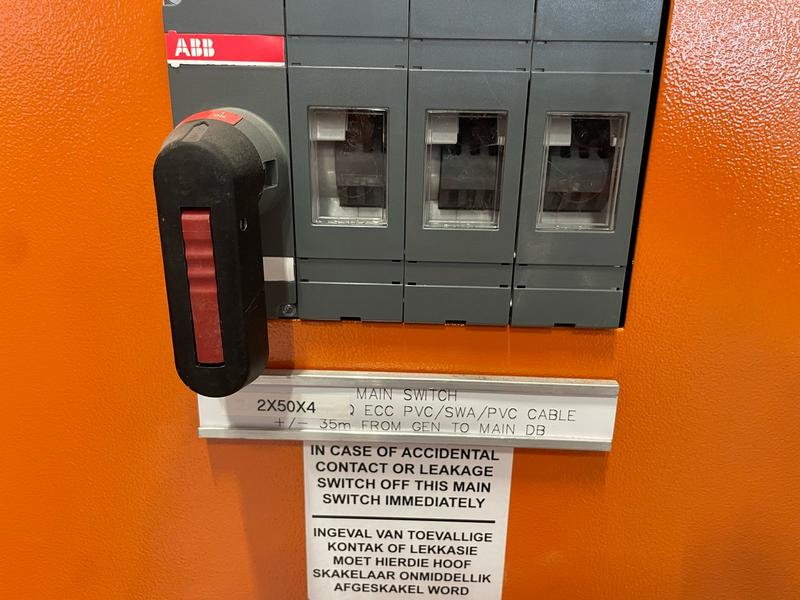 ABB
MAIN SWITCH
2X50X4 ECC PVC/SWA/PVC CABLE
+/- 35m FROM GEN TO MAIN DB
IN CASE OF ACCIDENTAL
CONTACT OR LEAKAGE
SWITCH OFF THIS MAIN
SWITCH IMMEDIATELY
INGEVAL VAN TOEVALLIGE
KONTAK OF LEKKASIE
MOET HIERDIE HOOF
SKAKELAAR ONMIDDELLIK
AFGESKAKEL WORD